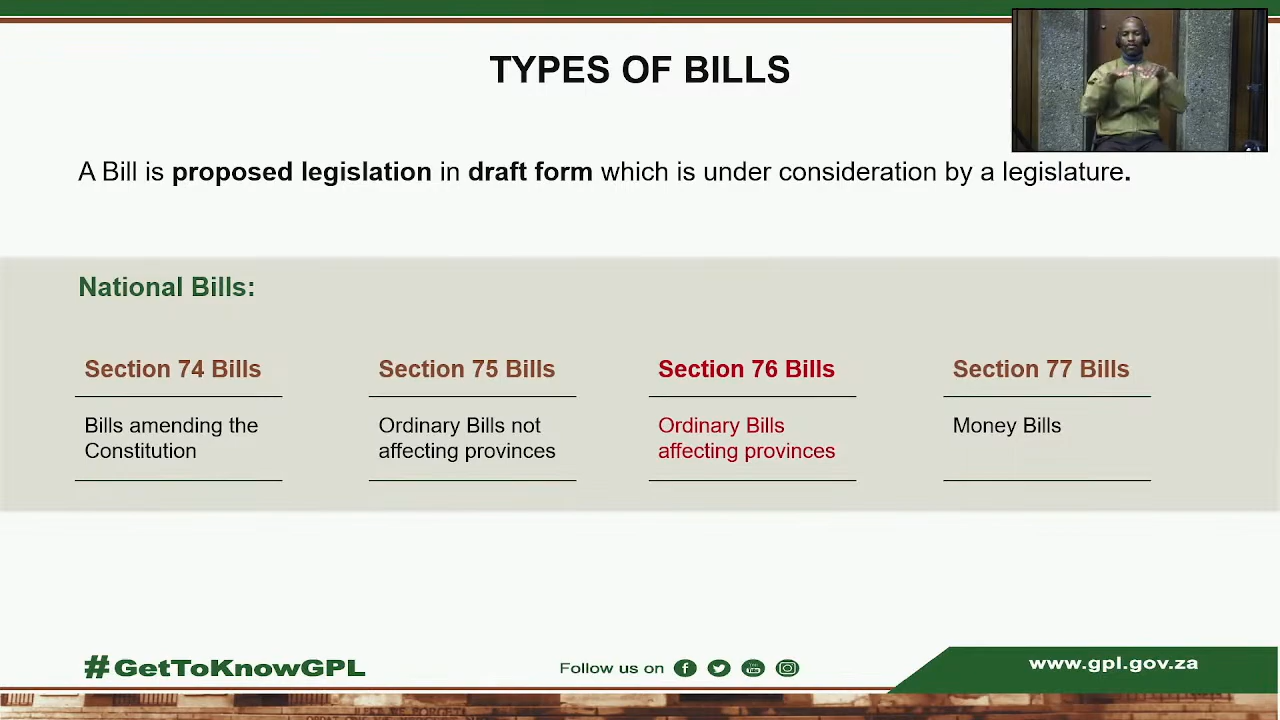 TYPES OF BILLS
A Bill is proposed legislation in draft form which is under consideration by a legislature.
National Bills:
Section 74 Bills
Bills amending the
Constitution
Section 75 Bills
Ordinary Bills not
affecting provinces
Section 76 Bills
Ordinary Bills
affecting provinces
Section 77 Bills
Money Bills
#GetToKnowGPL
Follow us on
www.gpl.gov.za